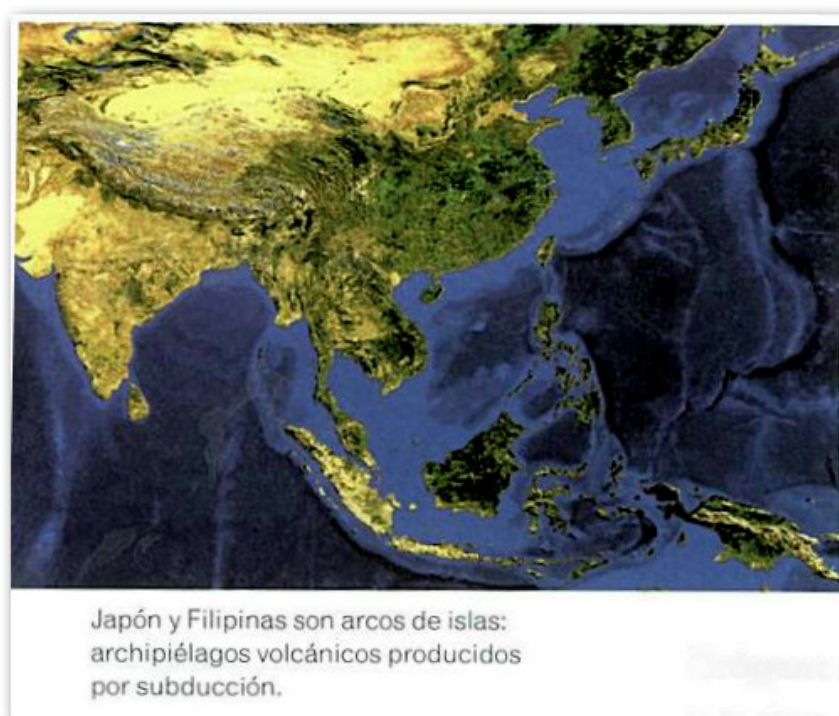 Japón y Filipinas son arcos de islas:
archipiélagos volcánicos producidos
por subducción.